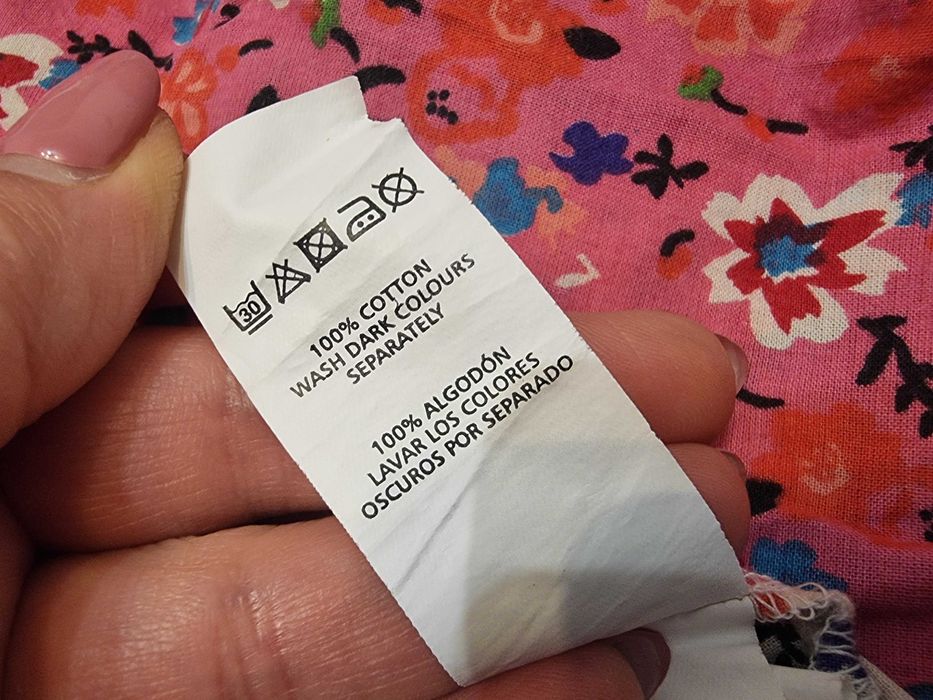 30
100% COTTON
WASH DARK COLOURS
SEPARATELY
100% ALGODÓN
LAVAR LOS COLORES
OSCUROS POR SEPARADO